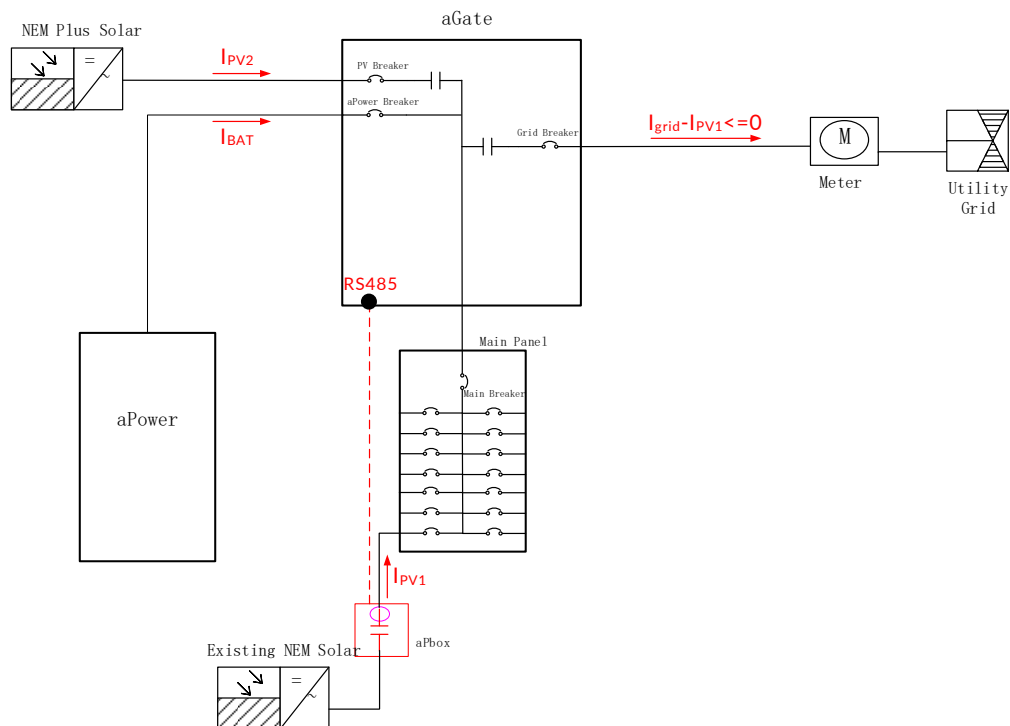 aGate
NEM Plus Solar
=
~
IPV2
PV Breaker
aPower Breaker
IBAT
Grid Breaker
Igrid-IPV1<=0
M
Meter
Utility
Grid
RS485
Main Panel
Main Breaker
aPower
IPV1
aPbox
Existing NEM Solar
=
~